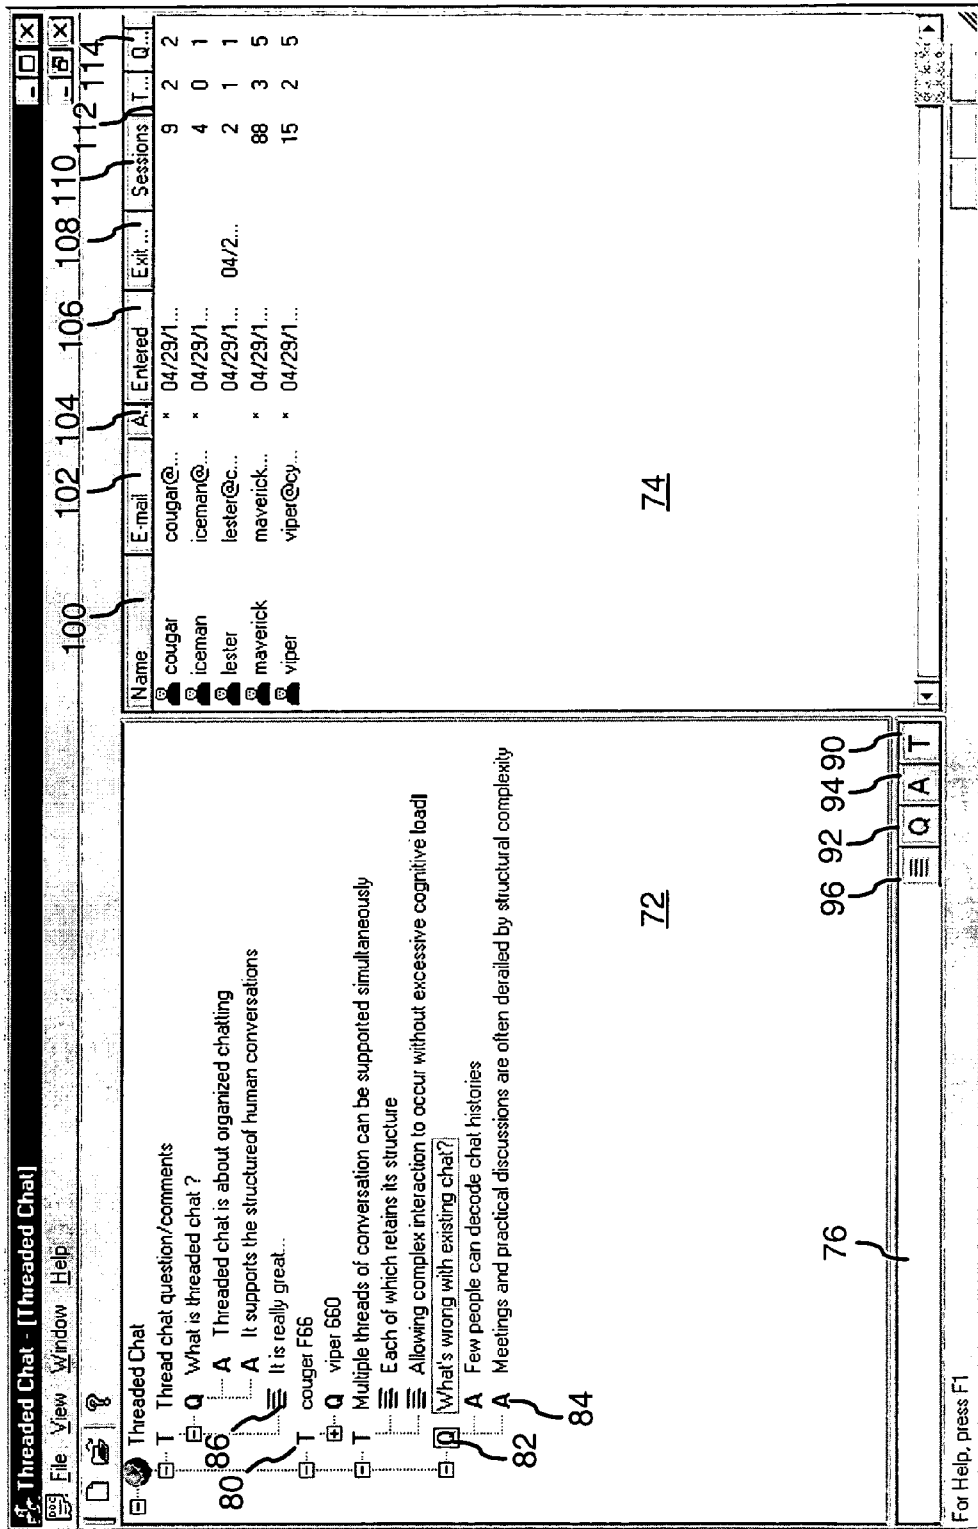 Threaded Chat - [Threaded Chat]
File View Window Help
Threaded Chat
T Thread chat question/comments
Q What is threaded chat ?
A Threaded chat is about organized chatting
A It supports the structureof human conversations
It is really great...
86
80
T couger F66
Q viper 660
T Multiple threads of conversation can be supported simultaneously
Each of which retains its structure
Allowing complex interaction to occur without excessive cognitive load
Q What's wrong with existing chat?
82
A Few people can decode chat histories
A Meetings and practical discussions are often derailed by structural complexity
84
72
76
96 92 94 90
Q A T
100 102 104 106 108 110 112 114
Name E-mail A. Entered Exit ... Sessions T... Q...
cougar cougar@... * 04/29/1... 9 2 2
iceman iceman@... * 04/29/1... 4 0 1
lester lester@c... 04/29/1... 04/2... 2 1 1
maverick maverick... * 04/29/1... 88 3 5
viper viper@cy... * 04/29/1... 15 2 5
74
For Help, press F1